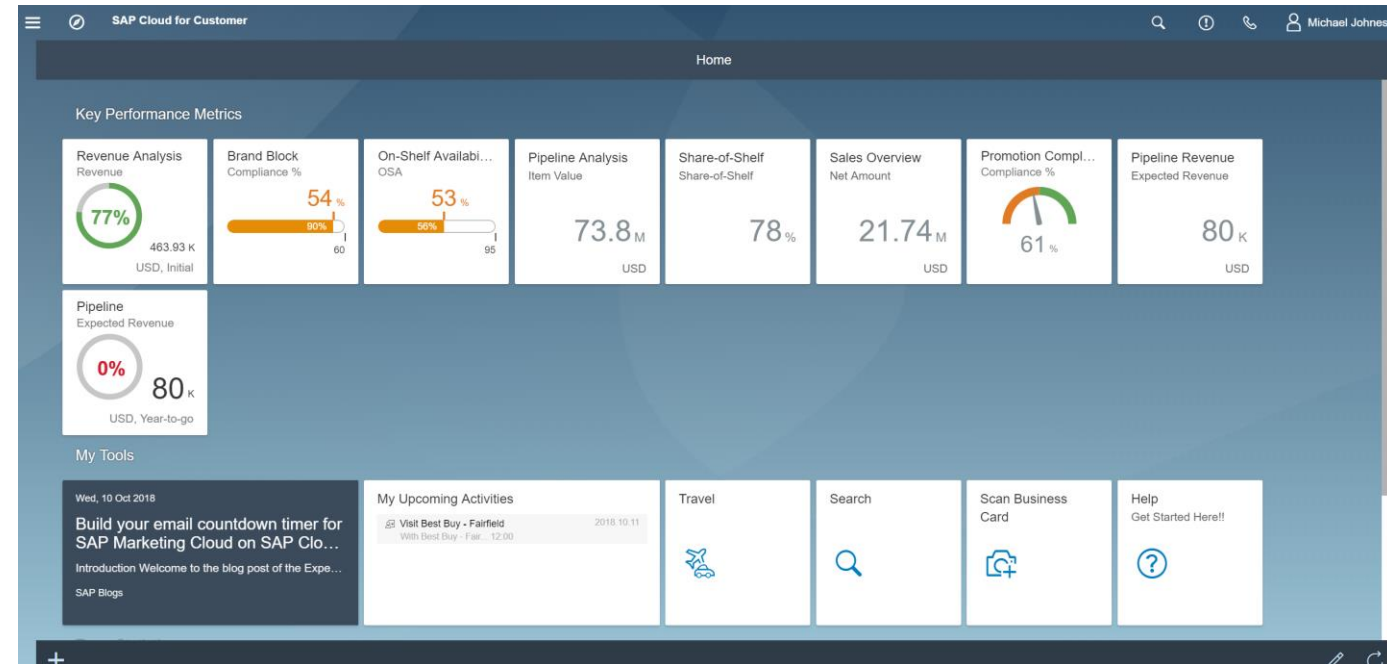 SAP Cloud for Customer
Michael Johnes
Home
Key Performance Metrics
Revenue Analysis
Revenue
77%
463.93 K
USD, Initial
Brand Block
Compliance %
54 %
90%
60
On-Shelf Availabi...
OSA
53 %
56%
95
Pipeline Analysis
Item Value
73.8 M
USD
Share-of-Shelf
Share-of-Shelf
78 %
Sales Overview
Net Amount
21.74 M
USD
Promotion Compl...
Compliance %
61 %
Pipeline Revenue
Expected Revenue
80 K
USD
Pipeline
Expected Revenue
0%
80 K
USD, Year-to-go
My Tools
Wed, 10 Oct 2018
Build your email countdown timer for
SAP Marketing Cloud on SAP Clo...
Introduction Welcome to the blog post of the Expe...
SAP Blogs
My Upcoming Activities
Visit Best Buy - Fairfield 2018.10.11
With Best Buy - Fair... 12:00
Travel
Search
Scan Business
Card
Help
Get Started Here!!